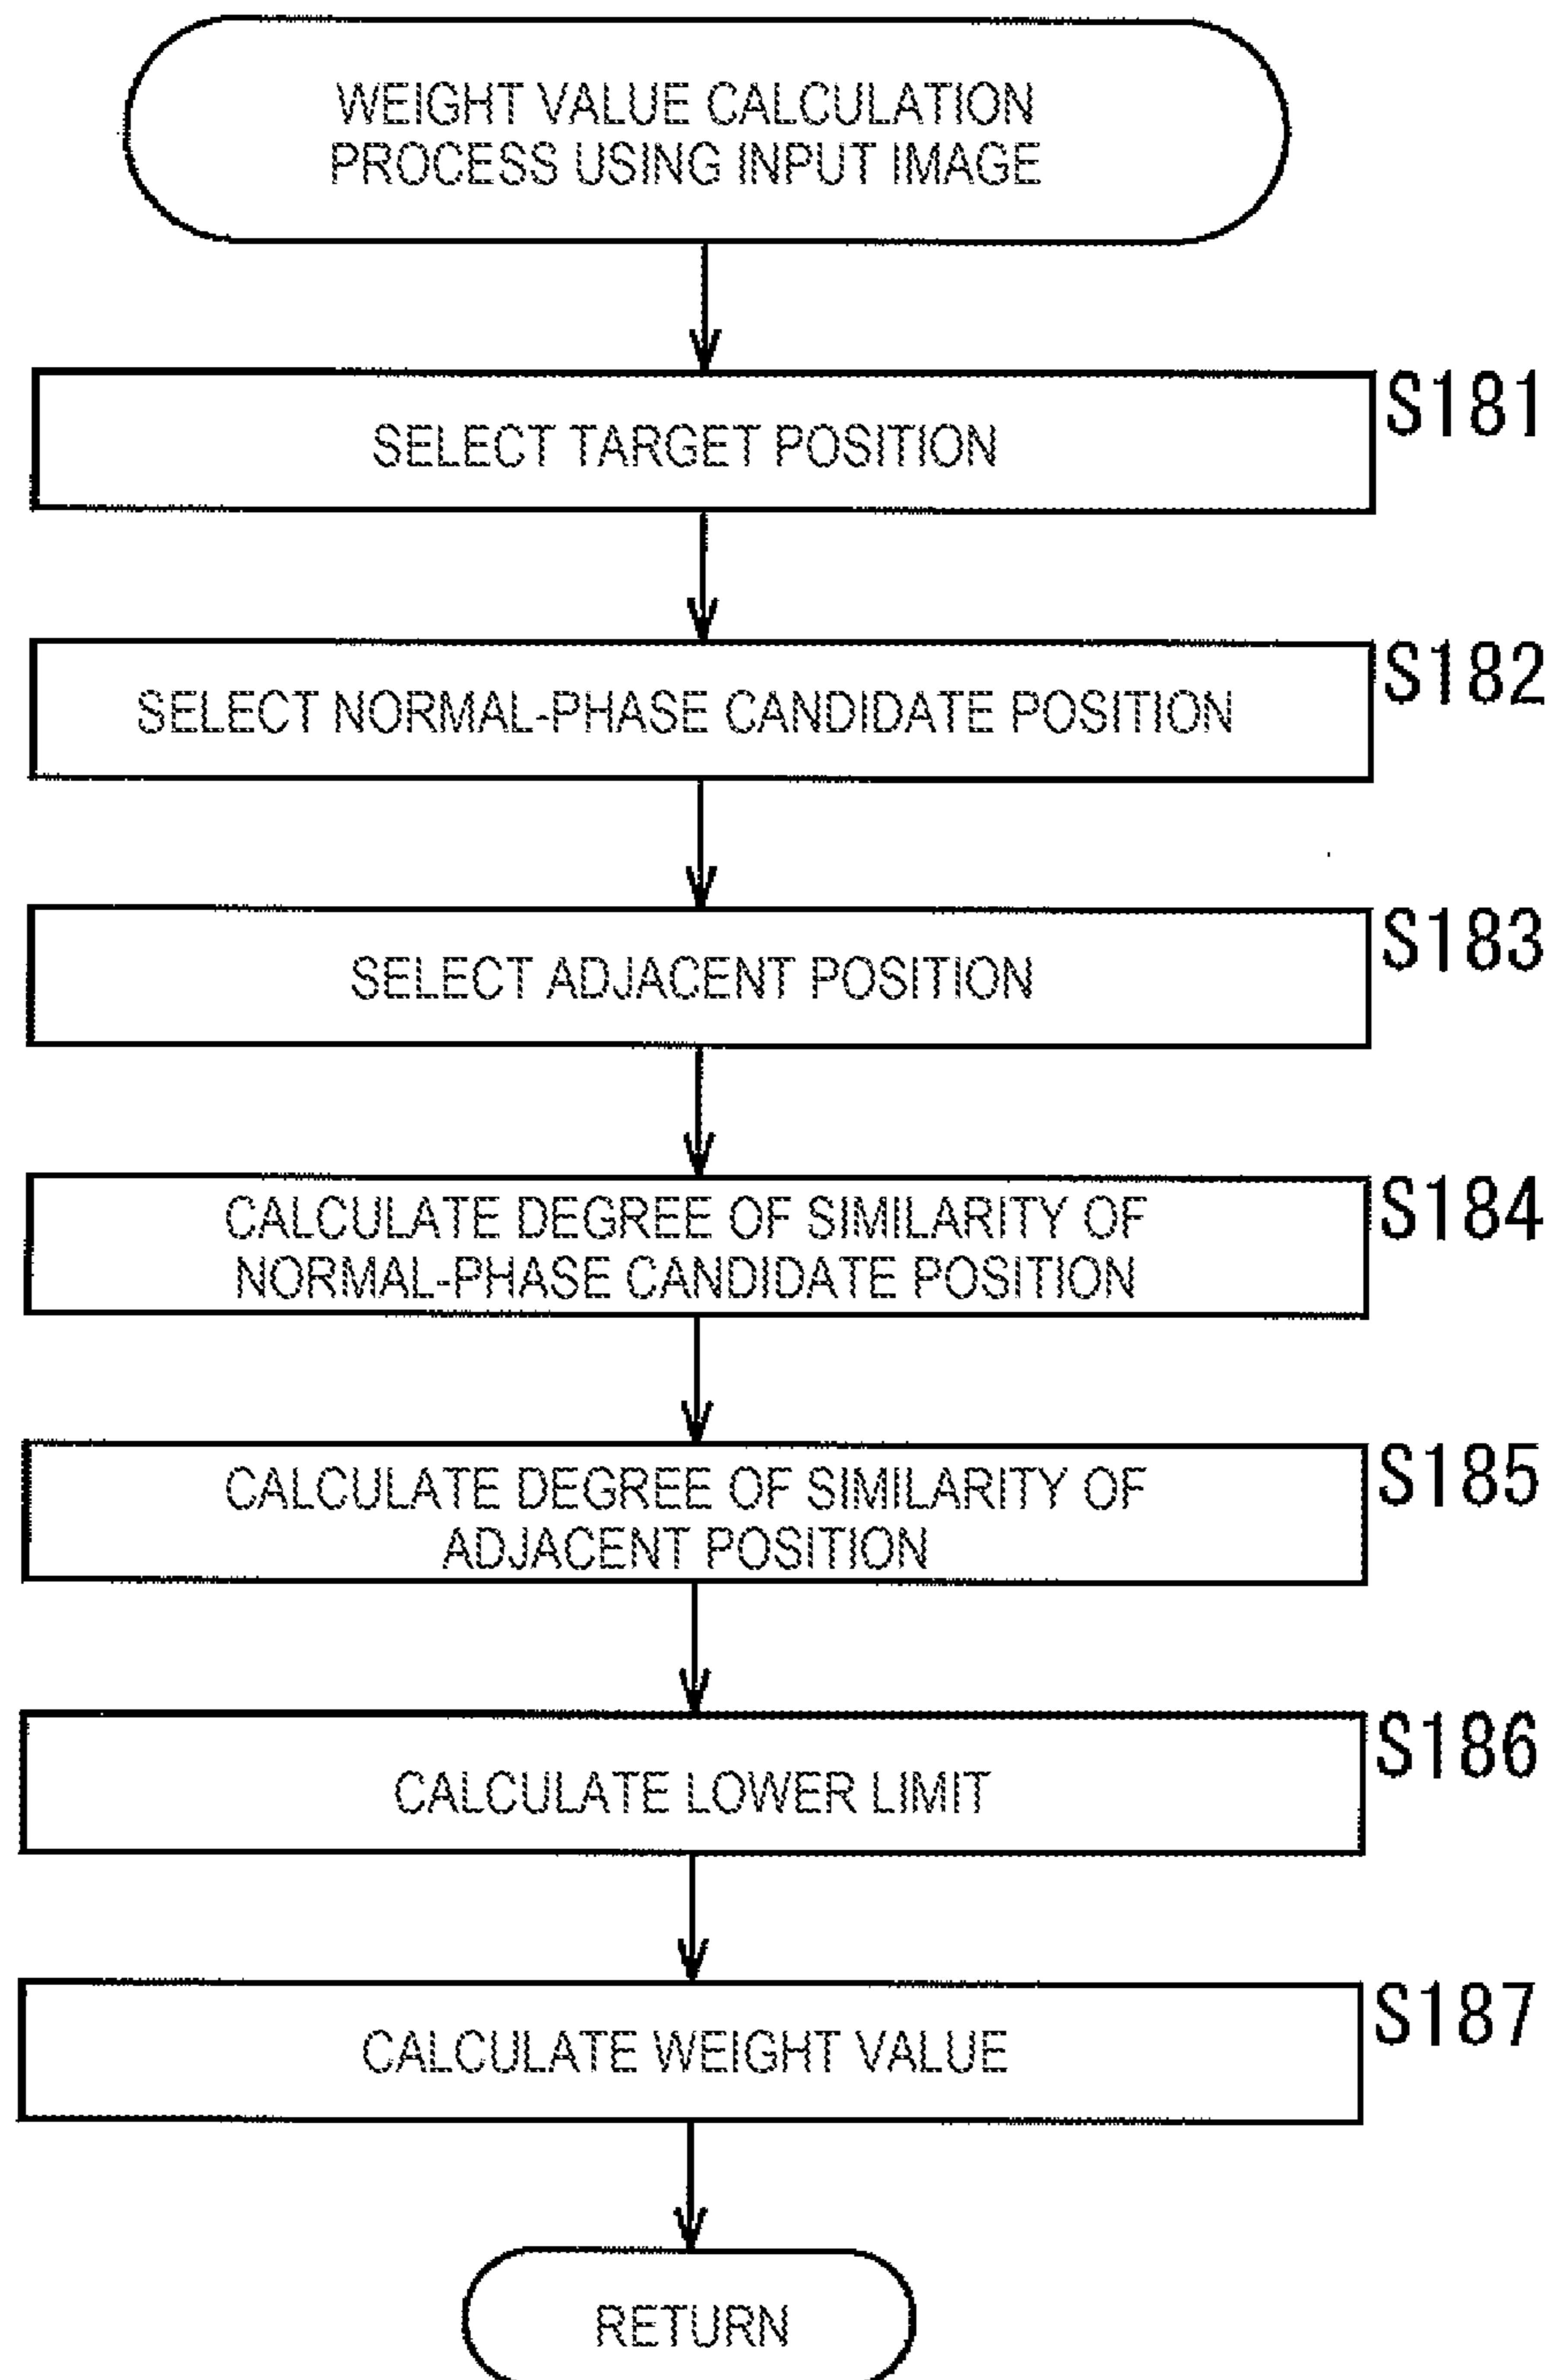 WEIGHT VALUE CALCULATION
PROCESS USING INPUT IMAGE
S181
SELECT TARGET POSITION
S182
SELECT NORMAL-PHASE CANDIDATE POSITION
S183
SELECT ADJACENT POSITION
S184
CALCULATE DEGREE OF SIMILARITY OF
NORMAL-PHASE CANDIDATE POSITION
S185
CALCULATE DEGREE OF SIMILARITY OF
ADJACENT POSITION
S186
CALCULATE LOWER LIMIT
S187
CALCULATE WEIGHT VALUE
RETURN